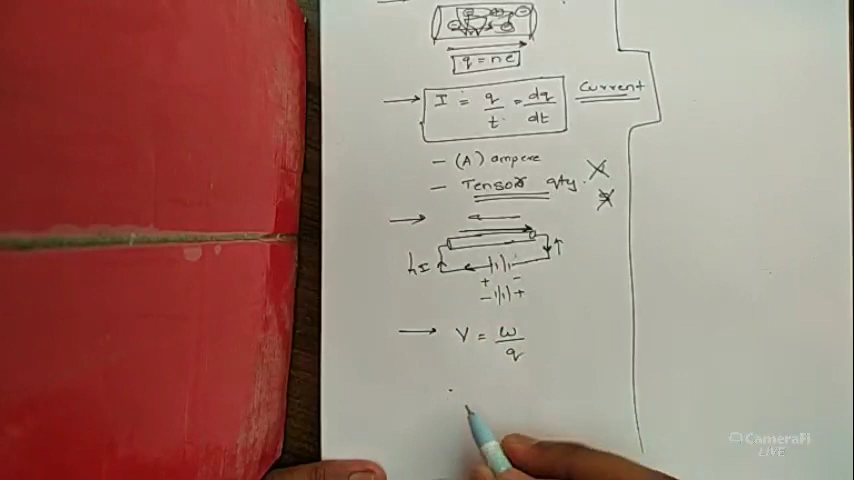 q = ne
I = q/t = dq/dt Current
- (A) ampere
- Tensor qty.
I
+ -
- +
V = w/q
CameraFi
LIVE